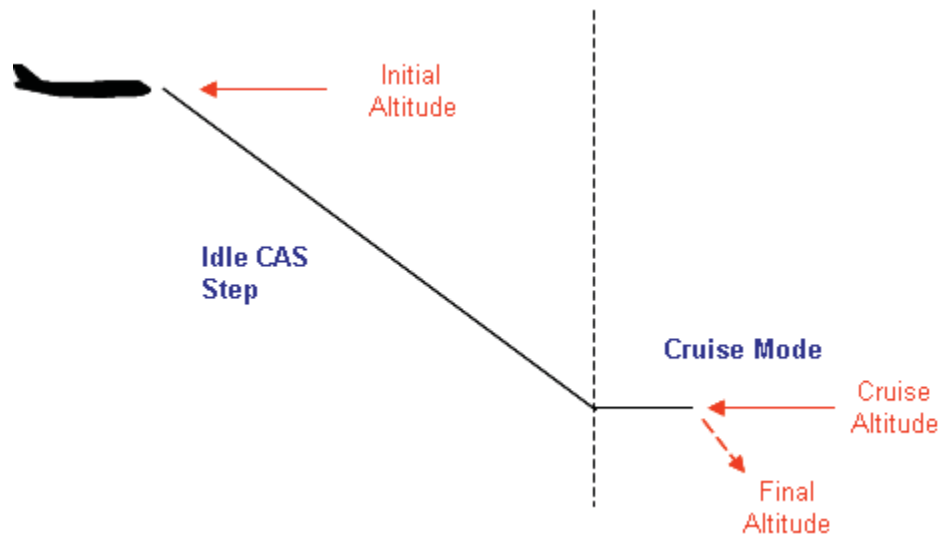 Initial
Altitude
Idle CAS
Step
Cruise Mode
Cruise
Altitude
Final
Altitude